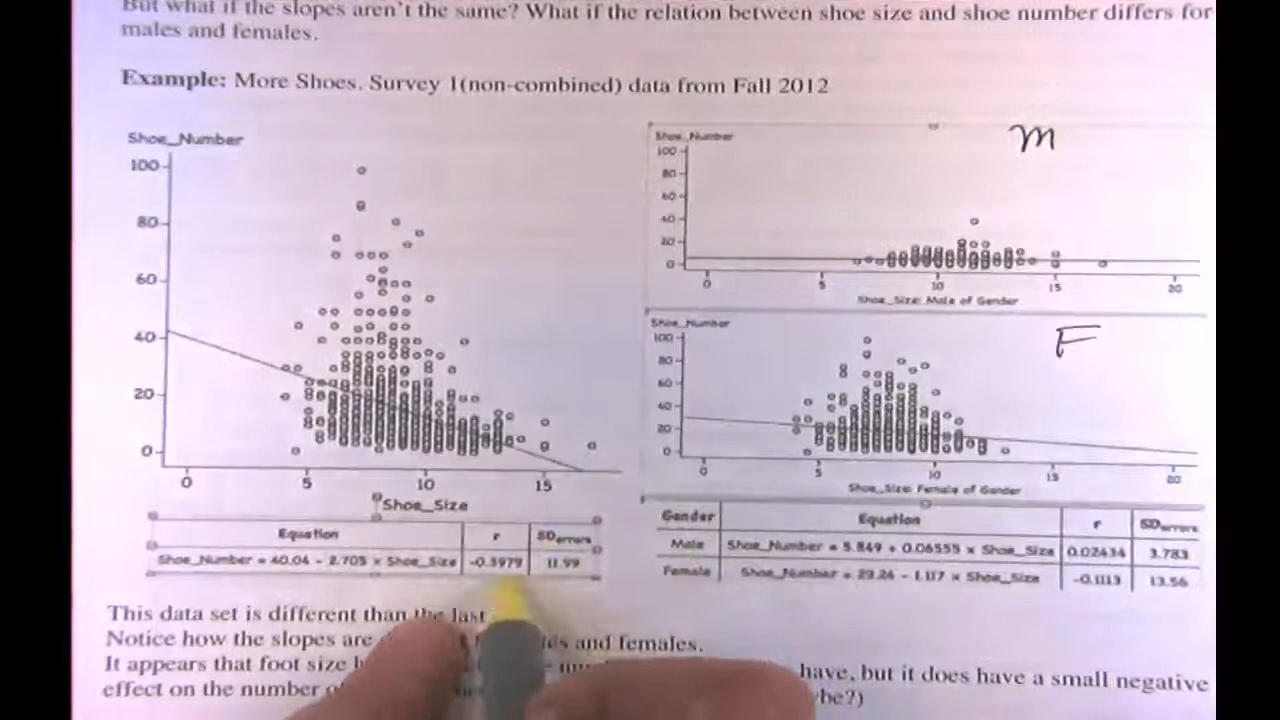 But what if the slopes aren't the same? What if the relation between shoe size and shoe number differs for
males and females.
Example: More Shoes. Survey 1(non-combined) data from Fall 2012
Shoe_Number
100
80
60
40
20
0
0 5 10 15
Shoe_Size
Equation r SDerrors
Shoe_Number = 40.04 - 2.705 × Shoe_Size -0.3979 11.99
M
Shoe_Number
100
80
60
40
20
0
0 5 10 15 20
Shoe_Size: Male of Gender
F
Shoe_Number
100
80
60
40
20
0
0 5 10 15 20
Shoe_Size: Female of Gender
Gender Equation r SDerrors
Male Shoe_Number = 5.849 + 0.06555 × Shoe_Size 0.02434 3.783
Female Shoe_Number = 29.24 - 1.117 × Shoe_Size -0.1113 13.56
This data set is different than the last
Notice how the slopes are and females.
It appears that foot size have, but it does have a small negative
effect on the number